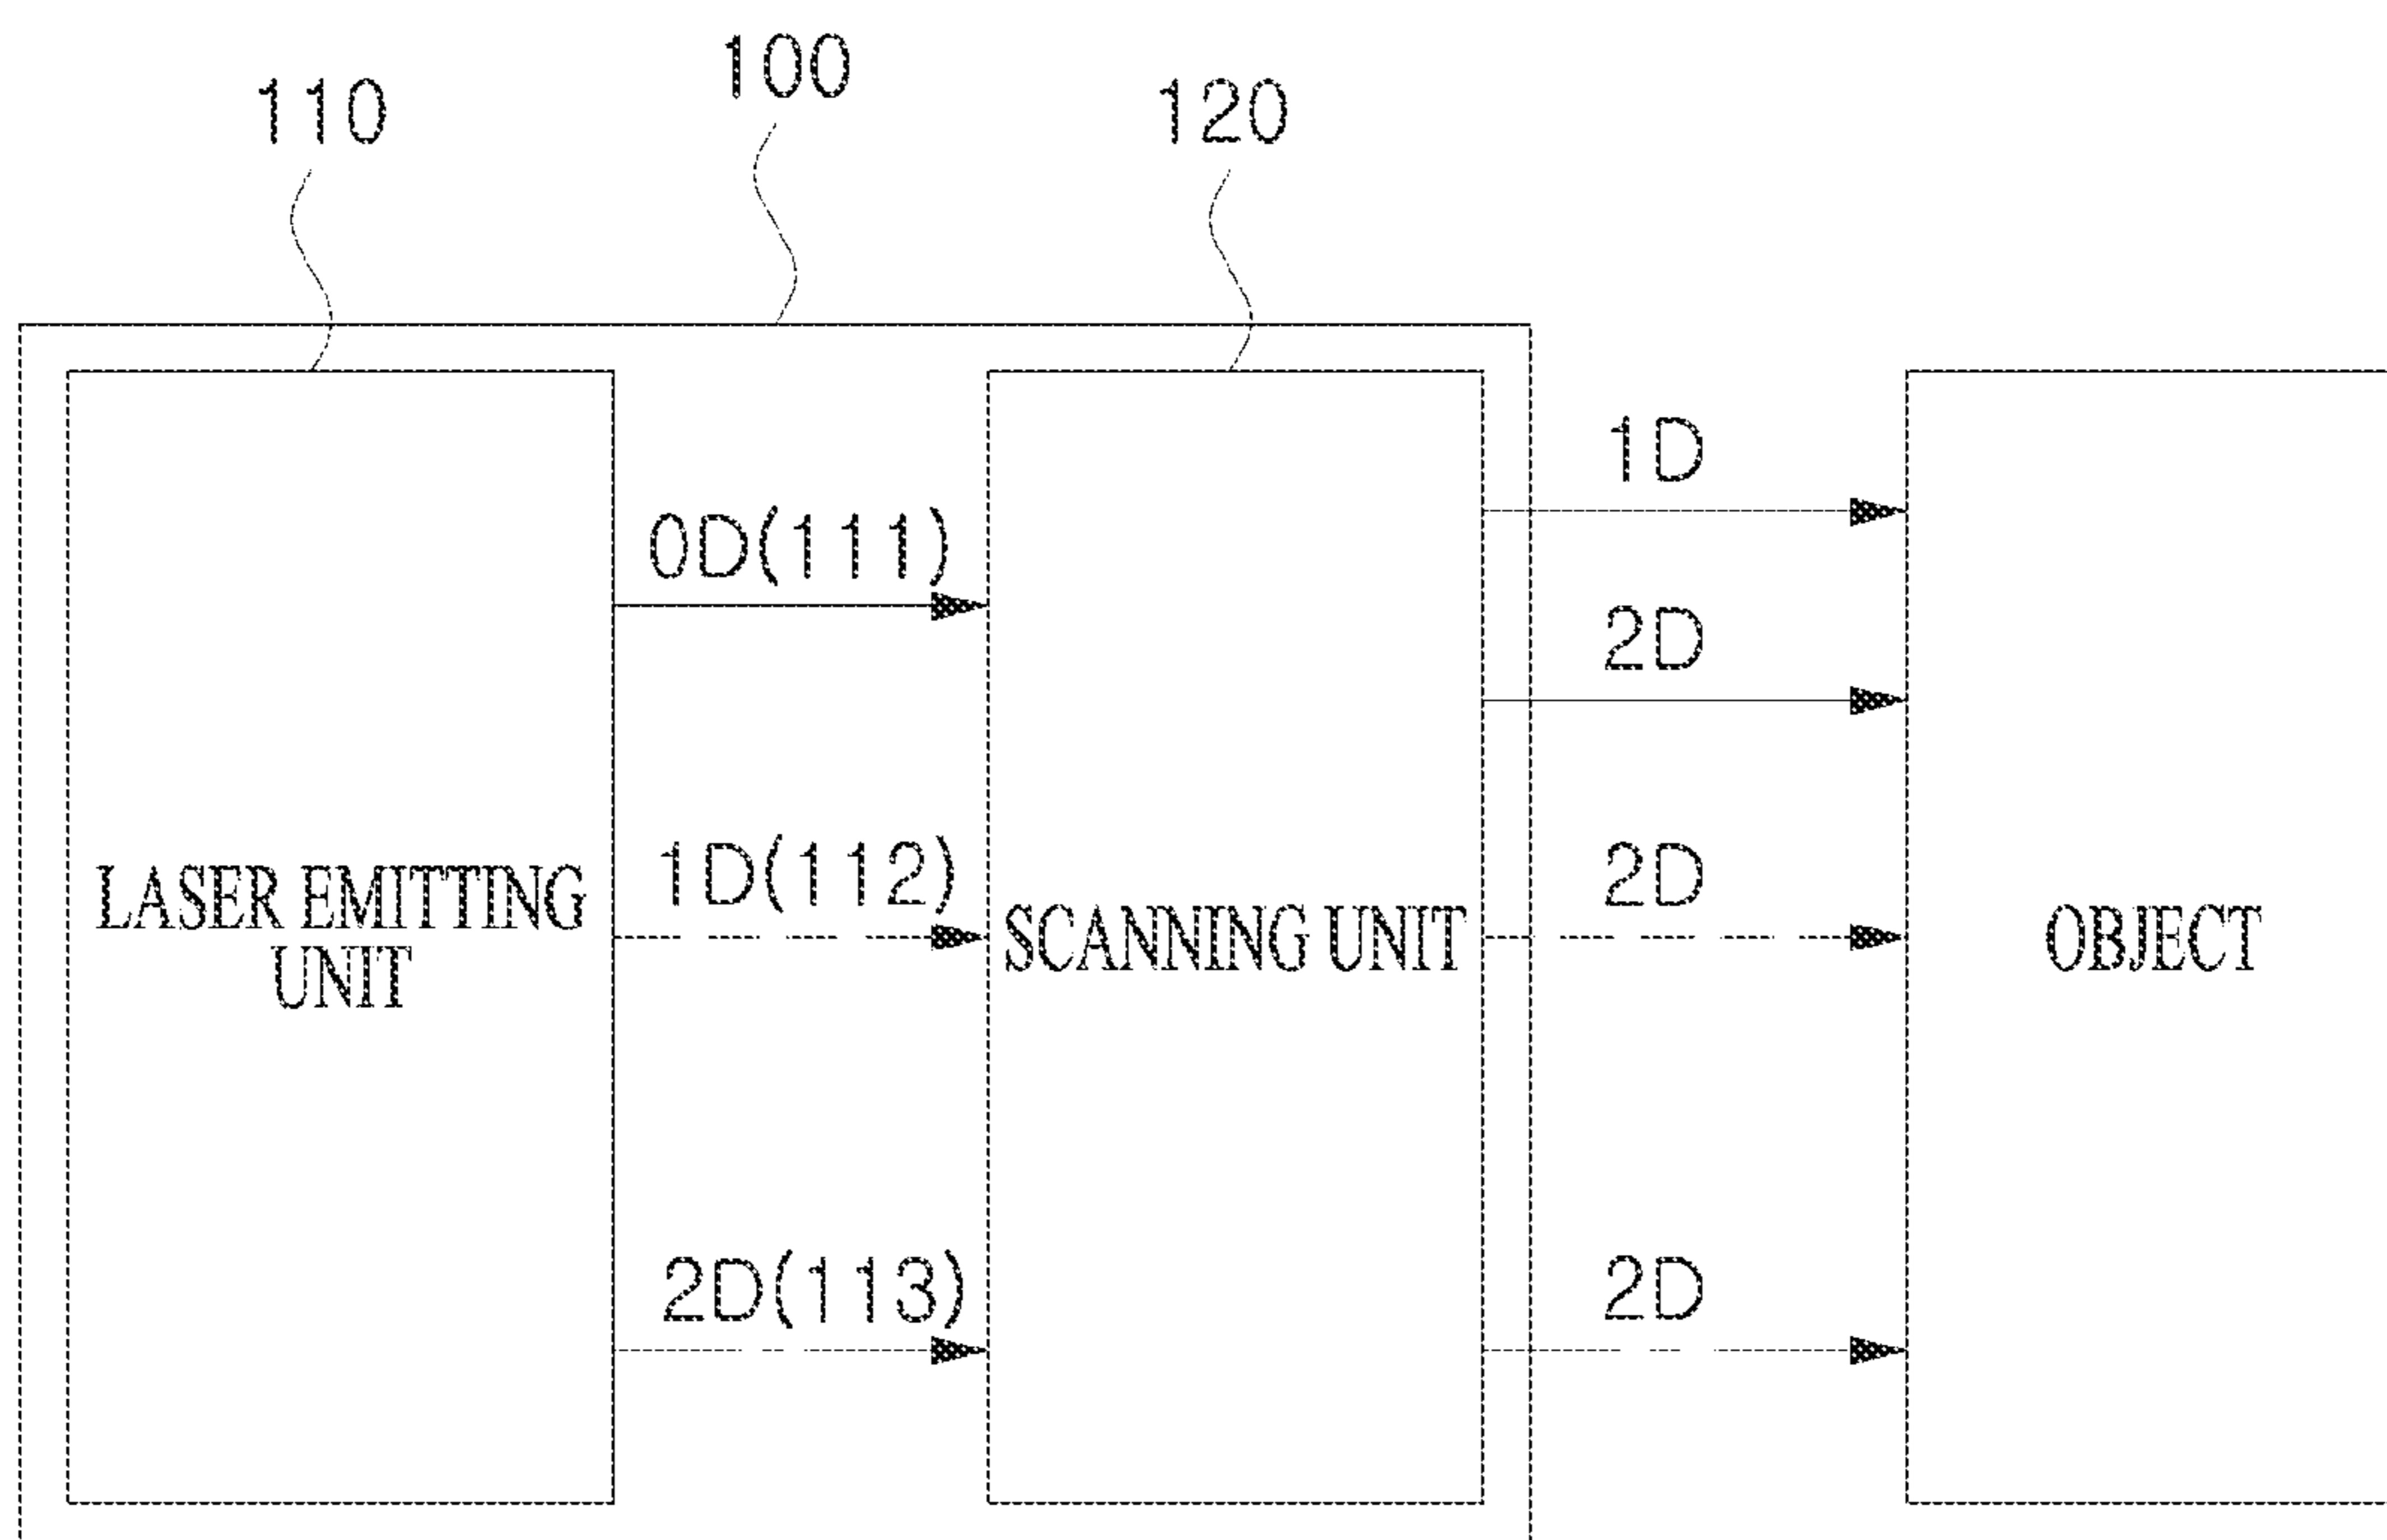 100
110
120
1D
0D(111)
2D
1D(112)
2D
LASER EMITTING
UNIT
SCANNING UNIT
OBJECT
2D(113)
2D